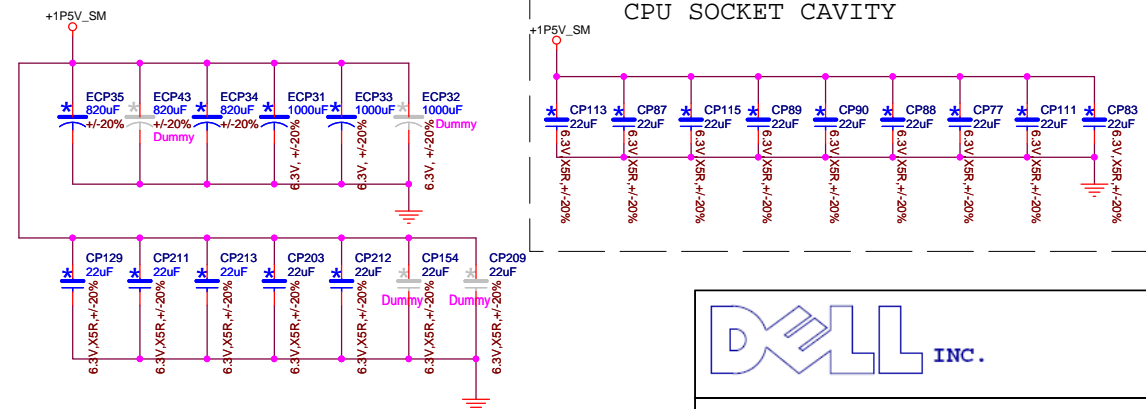 +1P5V_SM
ECP35
820uF
+/-20%
ECP43
820uF
+/-20%
Dummy
ECP34
820uF
+/-20%
ECP31
1000uF
6.3V, +/-20%
ECP33
1000uF
6.3V, +/-20%
ECP32
1000uF
Dummy
6.3V, +/-20%
CP129
22uF
6.3V,X5R,+/-20%
CP211
22uF
6.3V,X5R,+/-20%
CP213
22uF
6.3V,X5R,+/-20%
CP203
22uF
6.3V,X5R,+/-20%
CP212
22uF
6.3V,X5R,+/-20%
CP154
22uF
Dummy
6.3V,X5R,+/-20%
CP209
22uF
Dummy
6.3V,X5R,+/-20%
CPU SOCKET CAVITY
+1P5V_SM
CP113
22uF
6.3V,X5R,+/-20%
CP87
22uF
6.3V,X5R,+/-20%
CP115
22uF
6.3V,X5R,+/-20%
CP89
22uF
6.3V,X5R,+/-20%
CP90
22uF
6.3V,X5R,+/-20%
CP88
22uF
6.3V,X5R,+/-20%
CP77
22uF
6.3V,X5R,+/-20%
CP111
22uF
6.3V,X5R,+/-20%
CP83
22uF
6.3V,X5R,+/-20%
DELL INC.